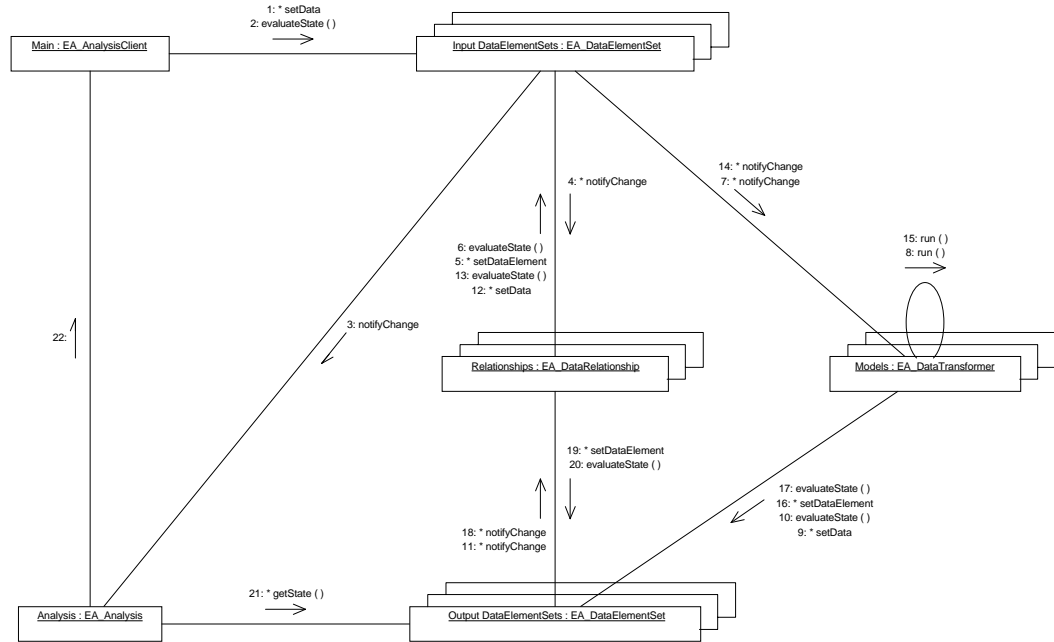 1: * setData
2: evaluateState ( )
Main : EA_AnalysisClient
Input DataElementSets : EA_DataElementSet
14: * notifyChange
7: * notifyChange
4: * notifyChange
6: evaluateState ( )
5: * setDataElement
13: evaluateState ( )
12: * setData
15: run ( )
8: run ( )
3: notifyChange
22:
Relationships : EA_DataRelationship
Models : EA_DataTransformer
19: * setDataElement
20: evaluateState ( )
17: evaluateState ( )
16: * setDataElement
10: evaluateState ( )
9: * setData
18: * notifyChange
11: * notifyChange
21: * getState ( )
Analysis : EA_Analysis
Output DataElementSets : EA_DataElementSet